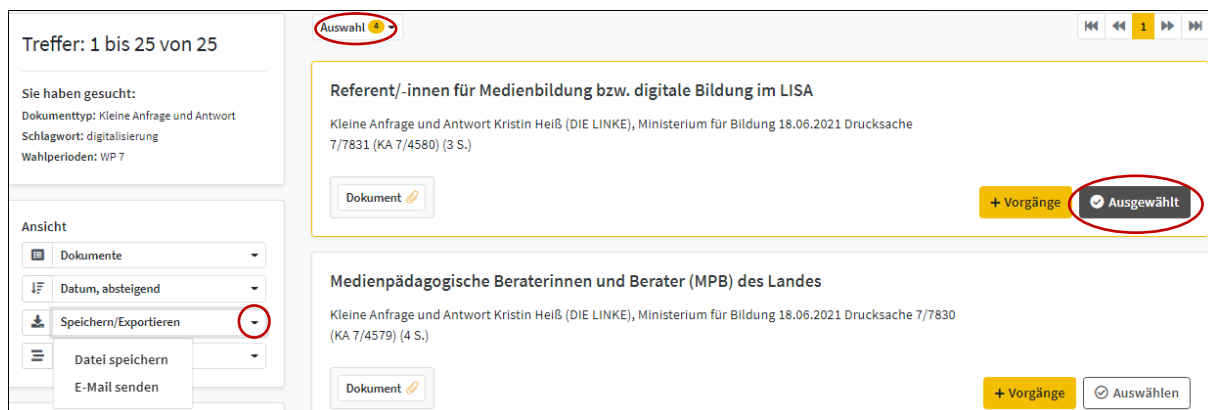 Treffer: 1 bis 25 von 25
Sie haben gesucht:
Dokumenttyp: Kleine Anfrage und Antwort
Schlagwort: digitalisierung
Wahlperioden: WP 7
Ansicht
Dokumente
Datum, absteigend
Speichern/Exportieren
Datei speichern
E-Mail senden
Auswahl 4
1
Referent/-innen für Medienbildung bzw. digitale Bildung im LISA
Kleine Anfrage und Antwort Kristin Heiß (DIE LINKE), Ministerium für Bildung 18.06.2021 Drucksache
7/7831 (KA 7/4580) (3 S.)
Dokument
+ Vorgänge
Ausgewählt
Medienpädagogische Beraterinnen und Berater (MPB) des Landes
Kleine Anfrage und Antwort Kristin Heiß (DIE LINKE), Ministerium für Bildung 18.06.2021 Drucksache 7/7830
(KA 7/4579) (4 S.)
Dokument
+ Vorgänge
Auswählen